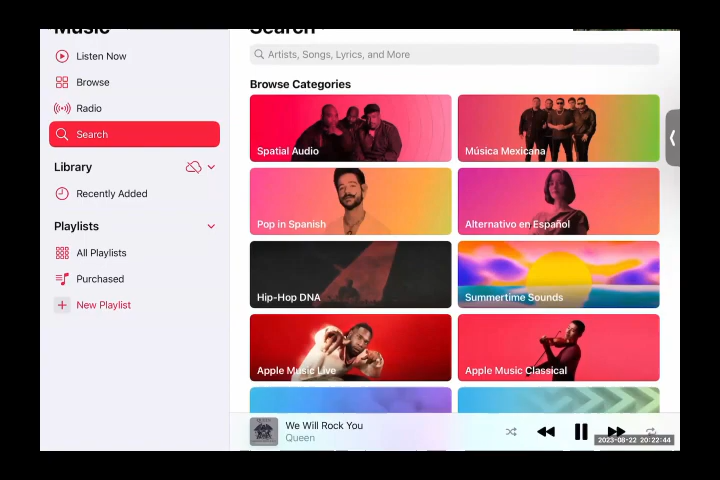 Music
Search
Listen Now
Browse
Radio
Search
Library
Recently Added
Playlists
All Playlists
Purchased
New Playlist
Artists, Songs, Lyrics, and More
Browse Categories
Spatial Audio
Música Mexicana
Pop in Spanish
Alternativo en Español
Hip-Hop DNA
Summertime Sounds
Apple Music Live
Apple Music Classical
We Will Rock You
Queen
2023-08-22 20:22:44